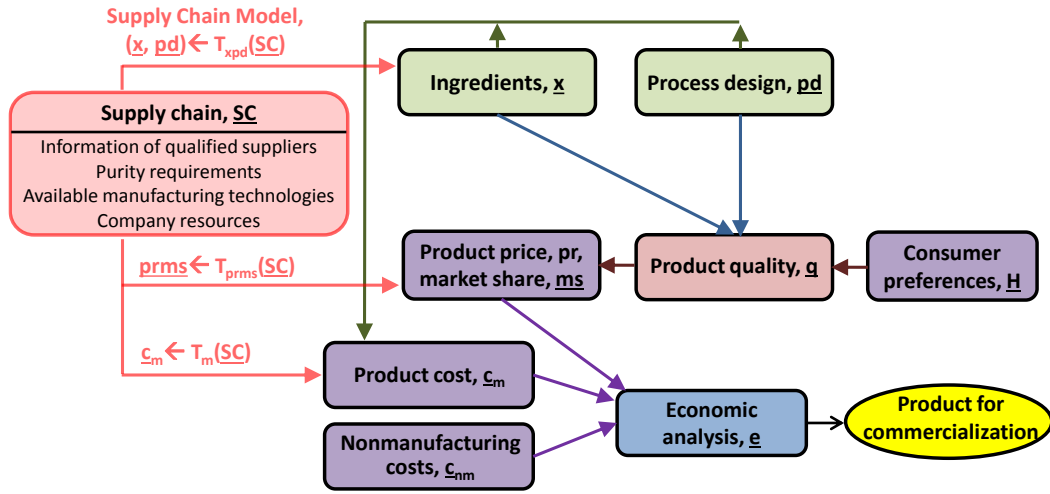 Supply Chain Model,
(x, pd)← Txpd(SC)
Ingredients, x
Process design, pd
Supply chain, SC
Information of qualified suppliers
Purity requirements
Available manufacturing technologies
Company resources
prms← Tprms(SC)
Product price, pr,
market share, ms
Product quality, q
Consumer
preferences, H
cm← Tm(SC)
Product cost, cm
Nonmanufacturing
costs, cnm
Economic
analysis, e
Product for
commercialization